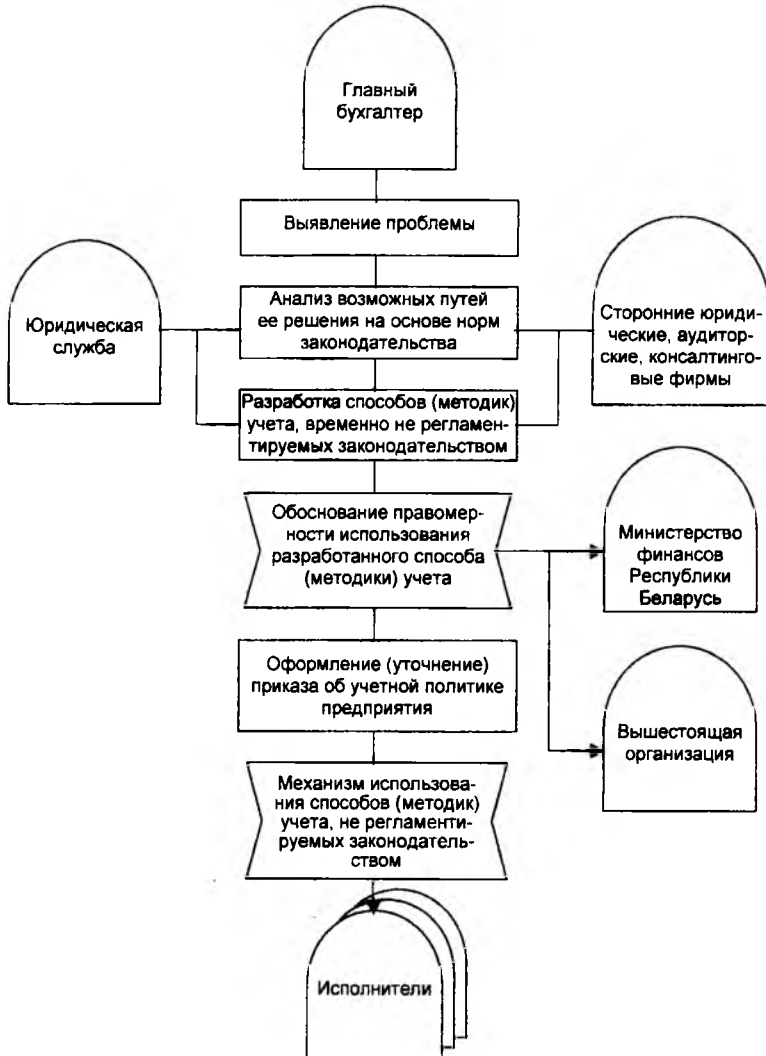 Главный
бухгалтер
Выявление проблемы
Анализ возможных путей
ее решения на основе норм
законодательства
Юридическая
служба
Сторонние юриди-
ческие, аудитор-
ские, консалтинго-
вые фирмы
Разработка способов (методик)
учета, временно не регламен-
тируемых законодательством
Обоснование правомер-
ности использования
разработанного способа
(методики) учета
Министерство
финансов
Республики
Беларусь
Оформление (уточнение)
приказа об учетной политике
предприятия
Вышестоящая
организация
Механизм использова-
ния способов (методик)
учета, не регламенти-
руемых законодатель-
ством
Исполнители